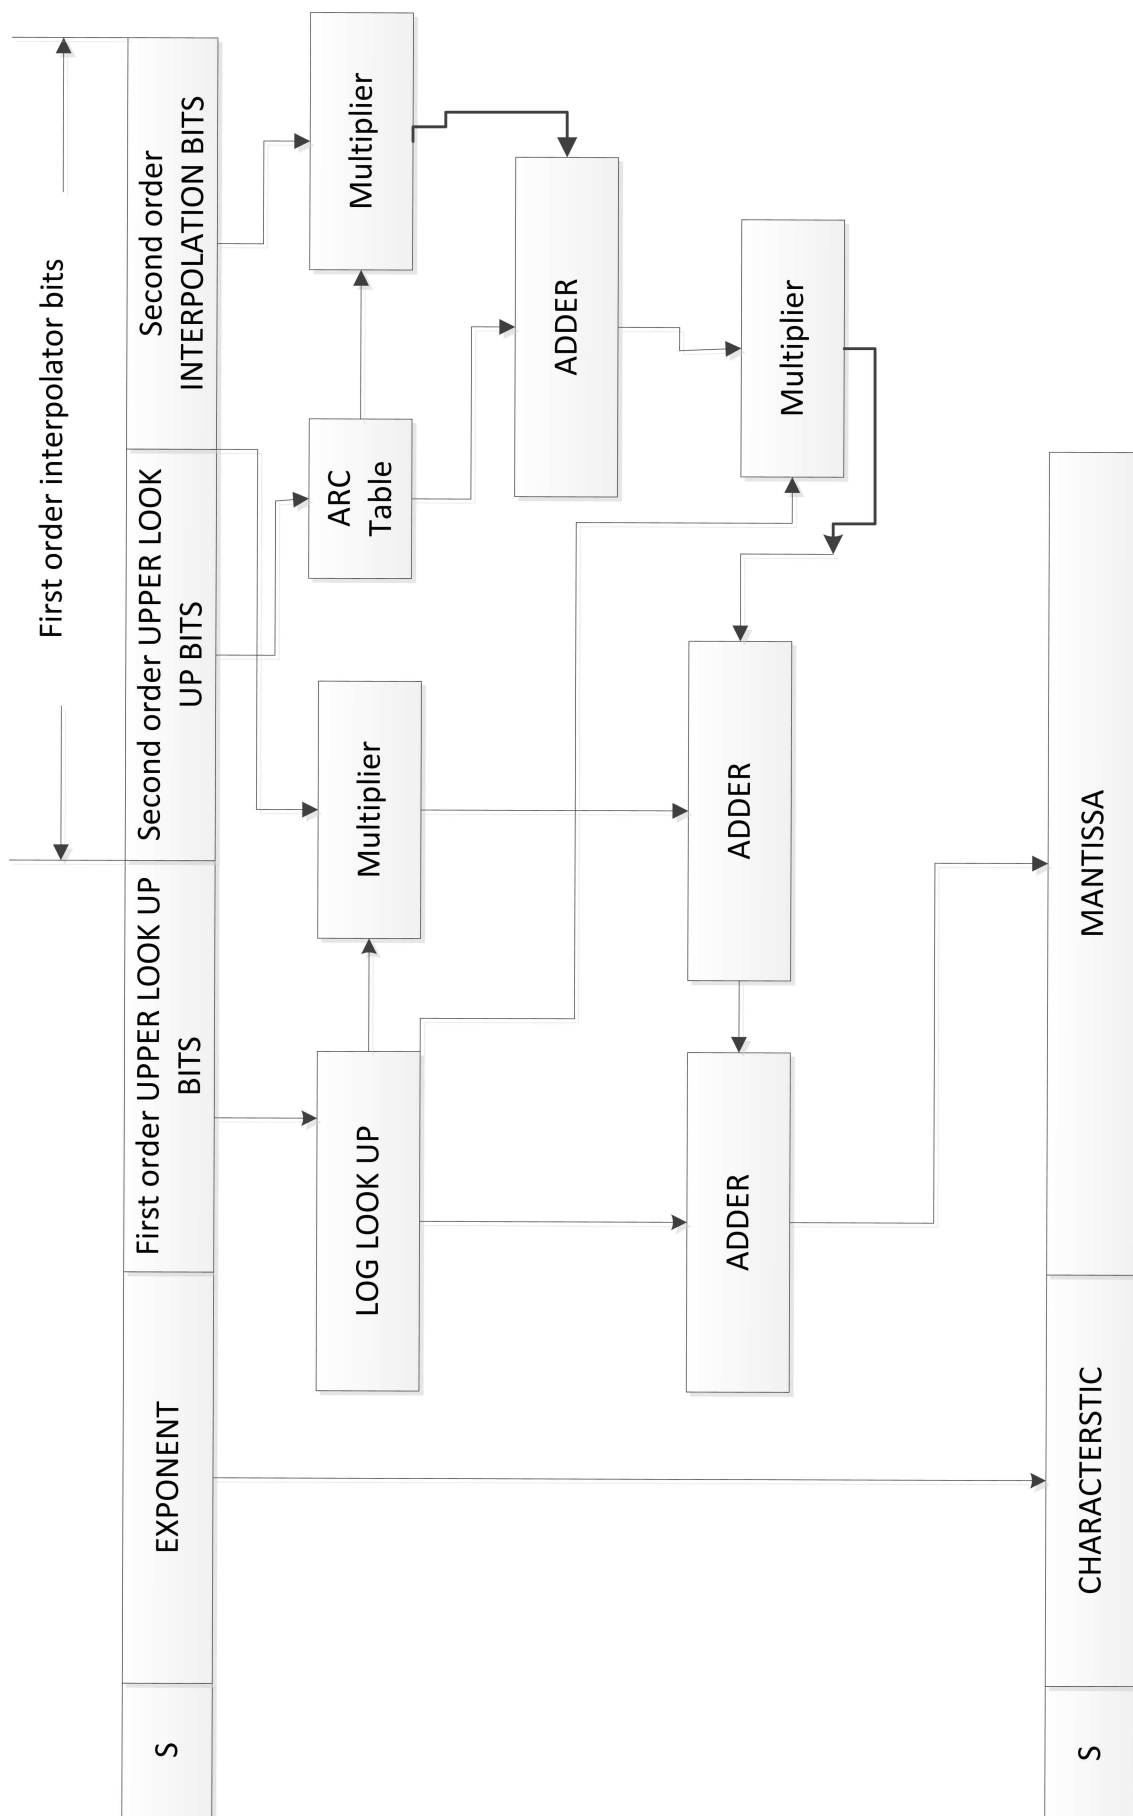 First order interpolator bits
S
EXPONENT
First order UPPER LOOK UP
BITS
Second order UPPER LOOK
UP BITS
Second order
INTERPOLATION BITS
LOG LOOK UP
Multiplier
ARC
Table
Multiplier
ADDER
ADDER
ADDER
Multiplier
S
CHARACTERSTIC
MANTISSA